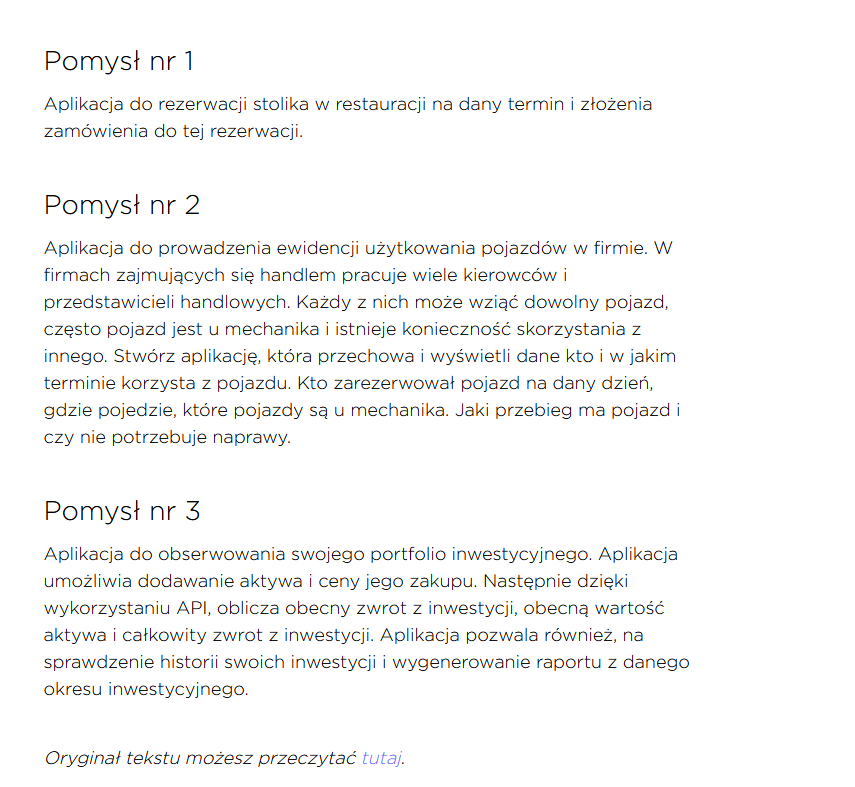 Pomysł nr 1
Aplikacja do rezerwacji stolika w restauracji na dany termin i złożenia
zamówienia do tej rezerwacji.
Pomysł nr 2
Aplikacja do prowadzenia ewidencji użytkowania pojazdów w firmie. W
firmach zajmujących się handlem pracuje wiele kierowców i
przedstawicieli handlowych. Każdy z nich może wziąć dowolny pojazd,
często pojazd jest u mechanika i istnieje konieczność skorzystania z
innego. Stwórz aplikację, która przechowa i wyświetli dane kto i w jakim
terminie korzysta z pojazdu. Kto zarezerwował pojazd na dany dzień,
gdzie pojedzie, które pojazdy są u mechanika. Jaki przebieg ma pojazd i
czy nie potrzebuje naprawy.
Pomysł nr 3
Aplikacja do obserwowania swojego portfolio inwestycyjnego. Aplikacja
umożliwia dodawanie aktywa i ceny jego zakupu. Następnie dzięki
wykorzystaniu API, oblicza obecny zwrot z inwestycji, obecną wartość
aktywa i całkowity zwrot z inwestycji. Aplikacja pozwala również, na
sprawdzenie historii swoich inwestycji i wygenerowanie raportu z danego
okresu inwestycyjnego.
Oryginał tekstu możesz przeczytać tutaj.